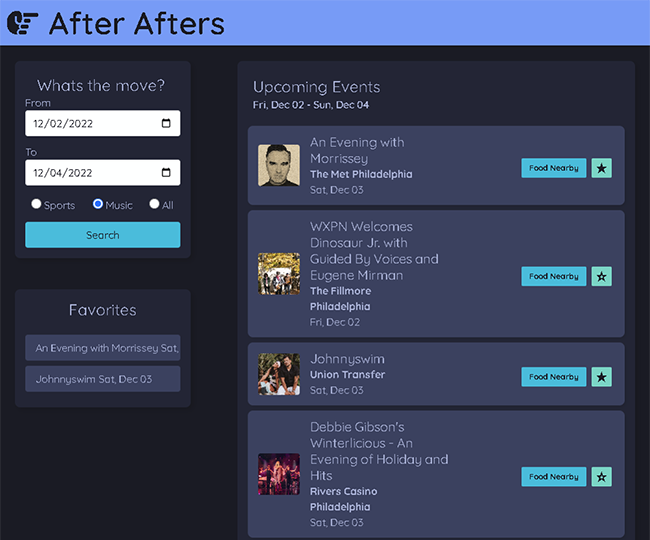 After Afters
Whats the move?
From
12/02/2022
To
12/04/2022
Sports Music All
Search
Favorites
An Evening with Morrissey Sat,
Johnnyswim Sat, Dec 03
Upcoming Events
Fri, Dec 02 - Sun, Dec 04
An Evening with
Morrissey
The Met Philadelphia
Sat, Dec 03
Food Nearby
WXPN Welcomes
Dinosaur Jr. with
Guided By Voices and
Eugene Mirman
The Fillmore
Philadelphia
Fri, Dec 02
Food Nearby
Johnnyswim
Union Transfer
Sat, Dec 03
Food Nearby
Debbie Gibson's
Winterlicious - An
Evening of Holiday and
Hits
Rivers Casino
Philadelphia
Sat, Dec 03
Food Nearby